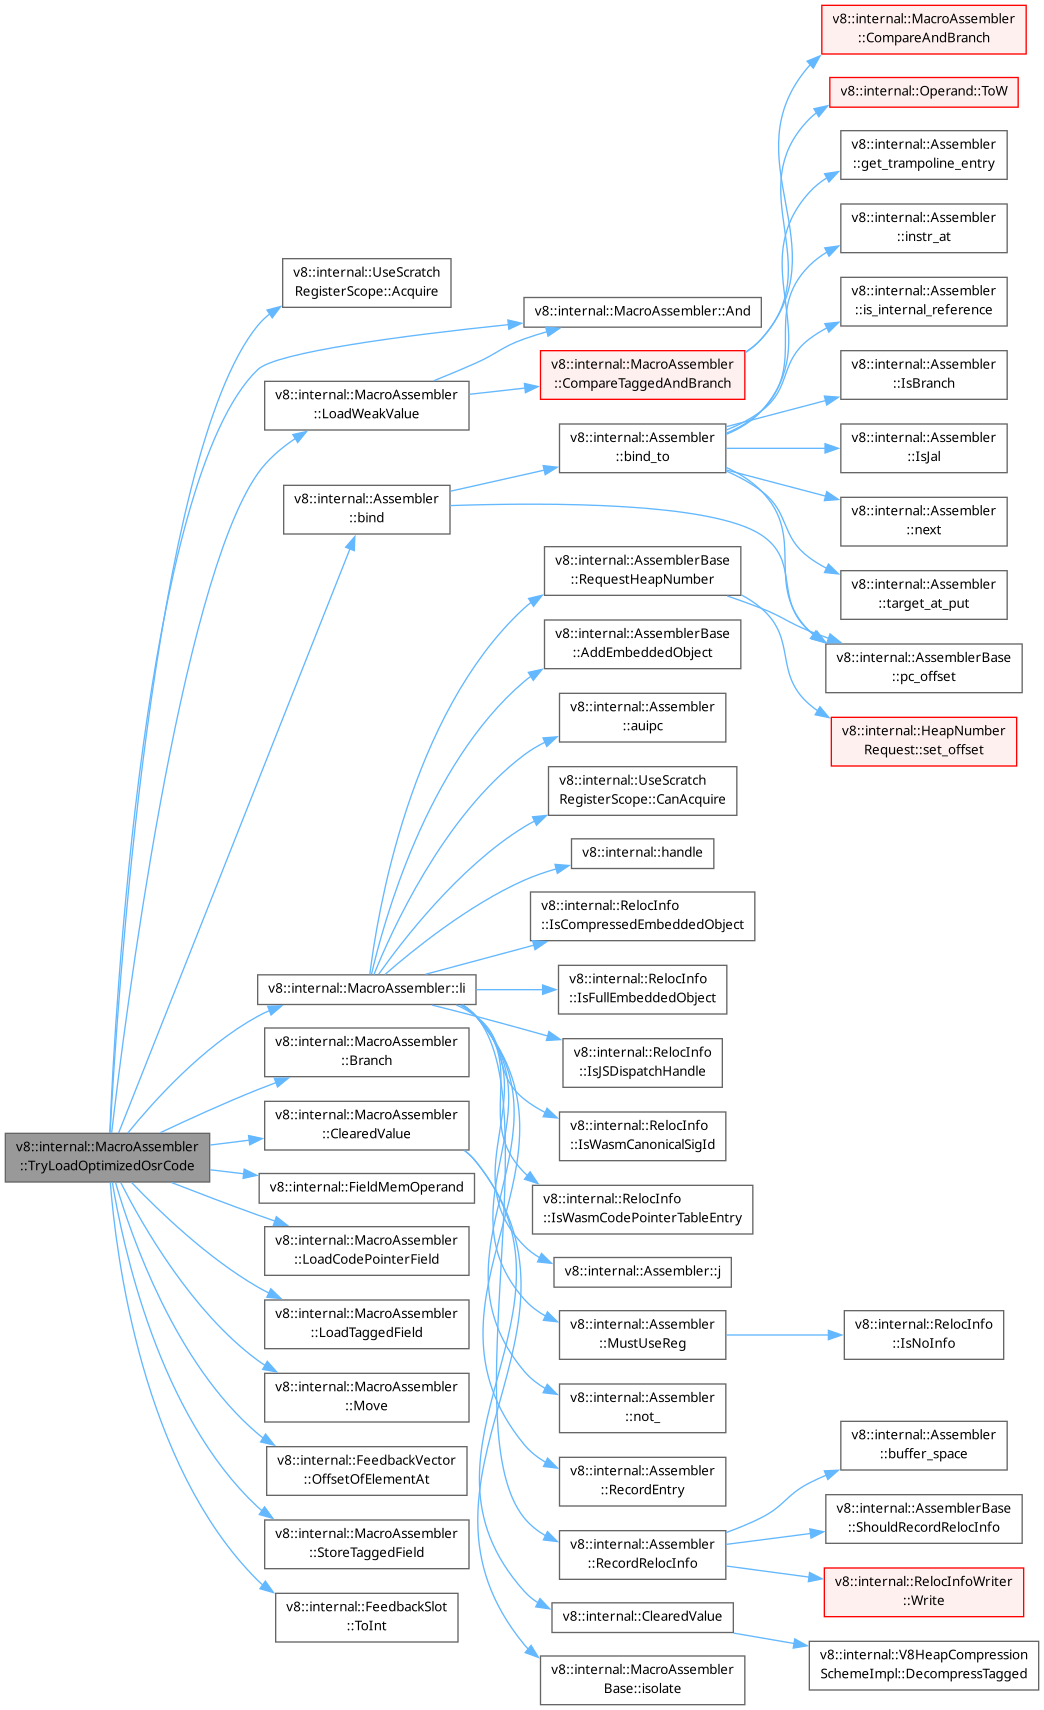 v8::internal::MacroAssembler
::CompareAndBranch
v8::internal::Operand::ToW
v8::internal::Assembler
::get_trampoline_entry
v8::internal::Assembler
::instr_at
v8::internal::UseScratch
RegisterScope::Acquire
v8::internal::Assembler
::is_internal_reference
v8::internal::MacroAssembler::And
v8::internal::MacroAssembler
::CompareTaggedAndBranch
v8::internal::Assembler
::IsBranch
v8::internal::MacroAssembler
::LoadWeakValue
v8::internal::Assembler
::bind_to
v8::internal::Assembler
::IsJal
v8::internal::Assembler
::bind
v8::internal::Assembler
::next
v8::internal::AssemblerBase
::RequestHeapNumber
v8::internal::Assembler
::target_at_put
v8::internal::AssemblerBase
::AddEmbeddedObject
v8::internal::AssemblerBase
::pc_offset
v8::internal::Assembler
::auipc
v8::internal::HeapNumber
Request::set_offset
v8::internal::UseScratch
RegisterScope::CanAcquire
v8::internal::handle
v8::internal::RelocInfo
::IsCompressedEmbeddedObject
v8::internal::MacroAssembler::li
v8::internal::RelocInfo
::IsFullEmbeddedObject
v8::internal::MacroAssembler
::Branch
v8::internal::RelocInfo
::IsJSDispatchHandle
v8::internal::MacroAssembler
::ClearedValue
v8::internal::RelocInfo
::IsWasmCanonicalSigId
v8::internal::MacroAssembler
::TryLoadOptimizedOsrCode
v8::internal::FieldMemOperand
v8::internal::RelocInfo
::IsWasmCodePointerTableEntry
v8::internal::MacroAssembler
::LoadCodePointerField
v8::internal::Assembler::j
v8::internal::MacroAssembler
::LoadTaggedField
v8::internal::Assembler
::MustUseReg
v8::internal::RelocInfo
::IsNoInfo
v8::internal::MacroAssembler
::Move
v8::internal::Assembler
::not_
v8::internal::FeedbackVector
::OffsetOfElementAt
v8::internal::Assembler
::RecordEntry
v8::internal::Assembler
::buffer_space
v8::internal::MacroAssembler
::StoreTaggedField
v8::internal::Assembler
::RecordRelocInfo
v8::internal::AssemblerBase
::ShouldRecordRelocInfo
v8::internal::RelocInfoWriter
::Write
v8::internal::FeedbackSlot
::ToInt
v8::internal::ClearedValue
v8::internal::V8HeapCompression
SchemeImpl::DecompressTagged
v8::internal::MacroAssembler
Base::isolate